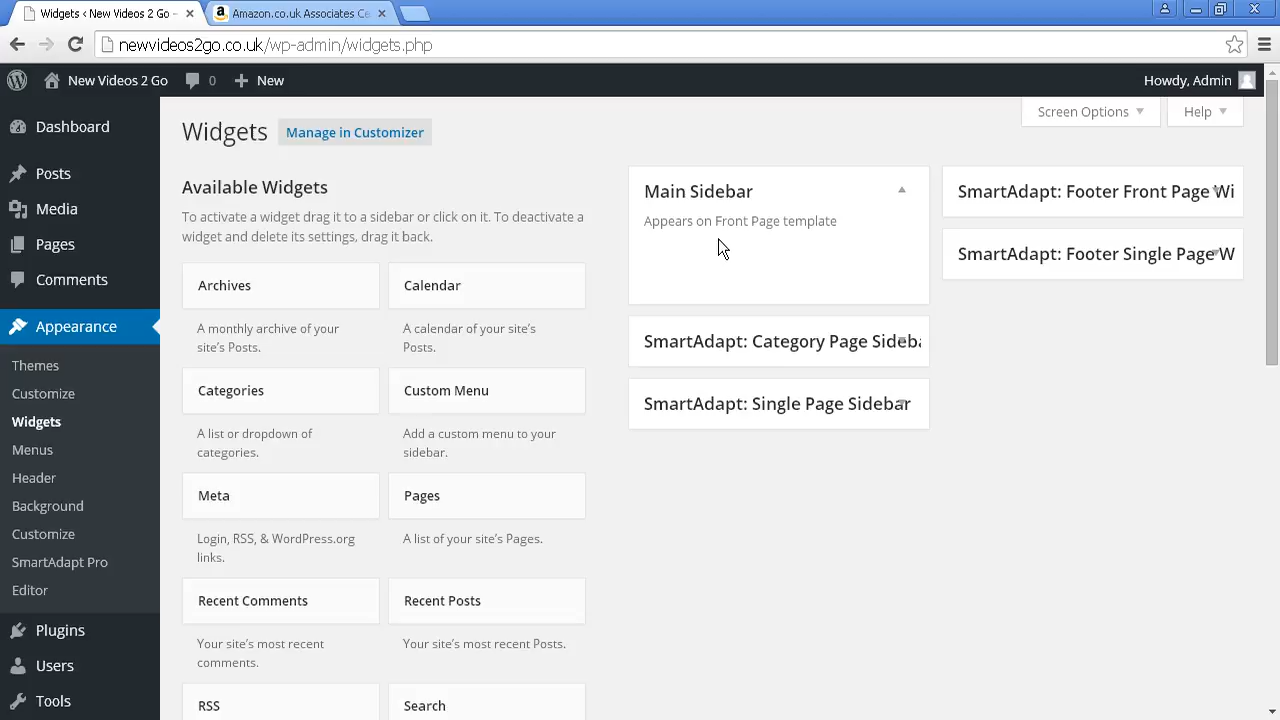 Widgets < New Videos 2 Go —
Amazon.co.uk Associates Ce
newvideos2go.co.uk/wp-admin/widgets.php
New Videos 2 Go
0
New
Howdy, Admin
Dashboard
Posts
Media
Pages
Comments
Appearance
Themes
Customize
Widgets
Menus
Header
Background
Customize
SmartAdapt Pro
Editor
Plugins
Users
Tools
Screen Options
Help
Widgets
Manage in Customizer
Available Widgets
To activate a widget drag it to a sidebar or click on it. To deactivate a
widget and delete its settings, drag it back.
Archives
A monthly archive of your
site's Posts.
Calendar
A calendar of your site's
Posts.
Categories
A list or dropdown of
categories.
Custom Menu
Add a custom menu to your
sidebar.
Meta
Login, RSS, & WordPress.org
links.
Pages
A list of your site's Pages.
Recent Comments
Your site's most recent
comments.
Recent Posts
Your site's most recent Posts.
RSS
Search
Main Sidebar
Appears on Front Page template
SmartAdapt: Category Page Sideba
SmartAdapt: Single Page Sidebar
SmartAdapt: Footer Front Page Wi
SmartAdapt: Footer Single Page W